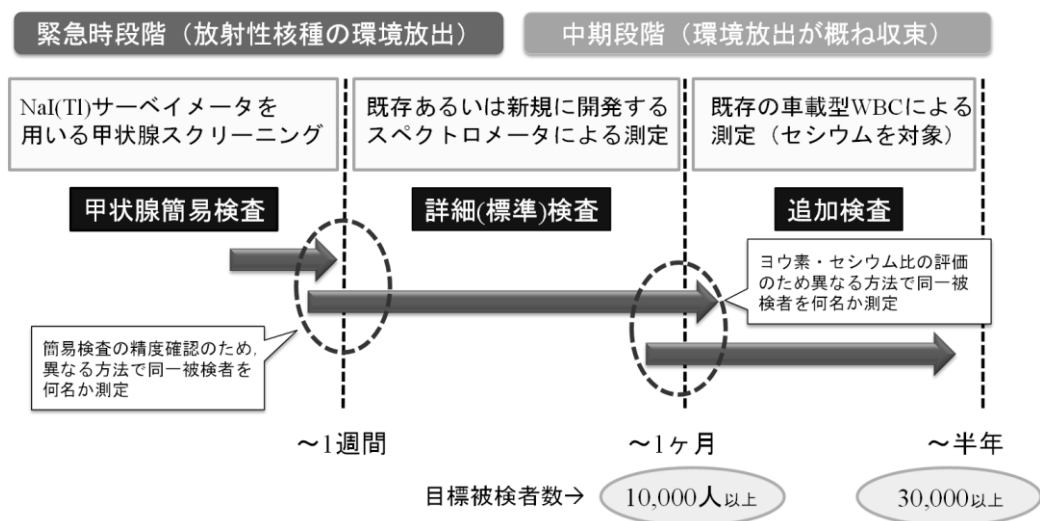 緊急時段階（放射性核種の環境放出）
中期段階（環境放出が概ね収束）
NaI(Tl)サーベイメータを
用いる甲状腺スクリーニング
既存あるいは新規に開発する
スペクトロメータによる測定
既存の車載型WBCによる
測定（セシウムを対象）
甲状腺簡易検査
詳細(標準)検査
追加検査
ヨウ素・セシウム比の評価
のため異なる方法で同一被
検者を何名か測定
簡易検査の精度確認のため,
異なる方法で同一被検者を
何名か測定
～1週間
～1ヶ月
～半年
目標被検者数→
10,000人以上
30,000以上